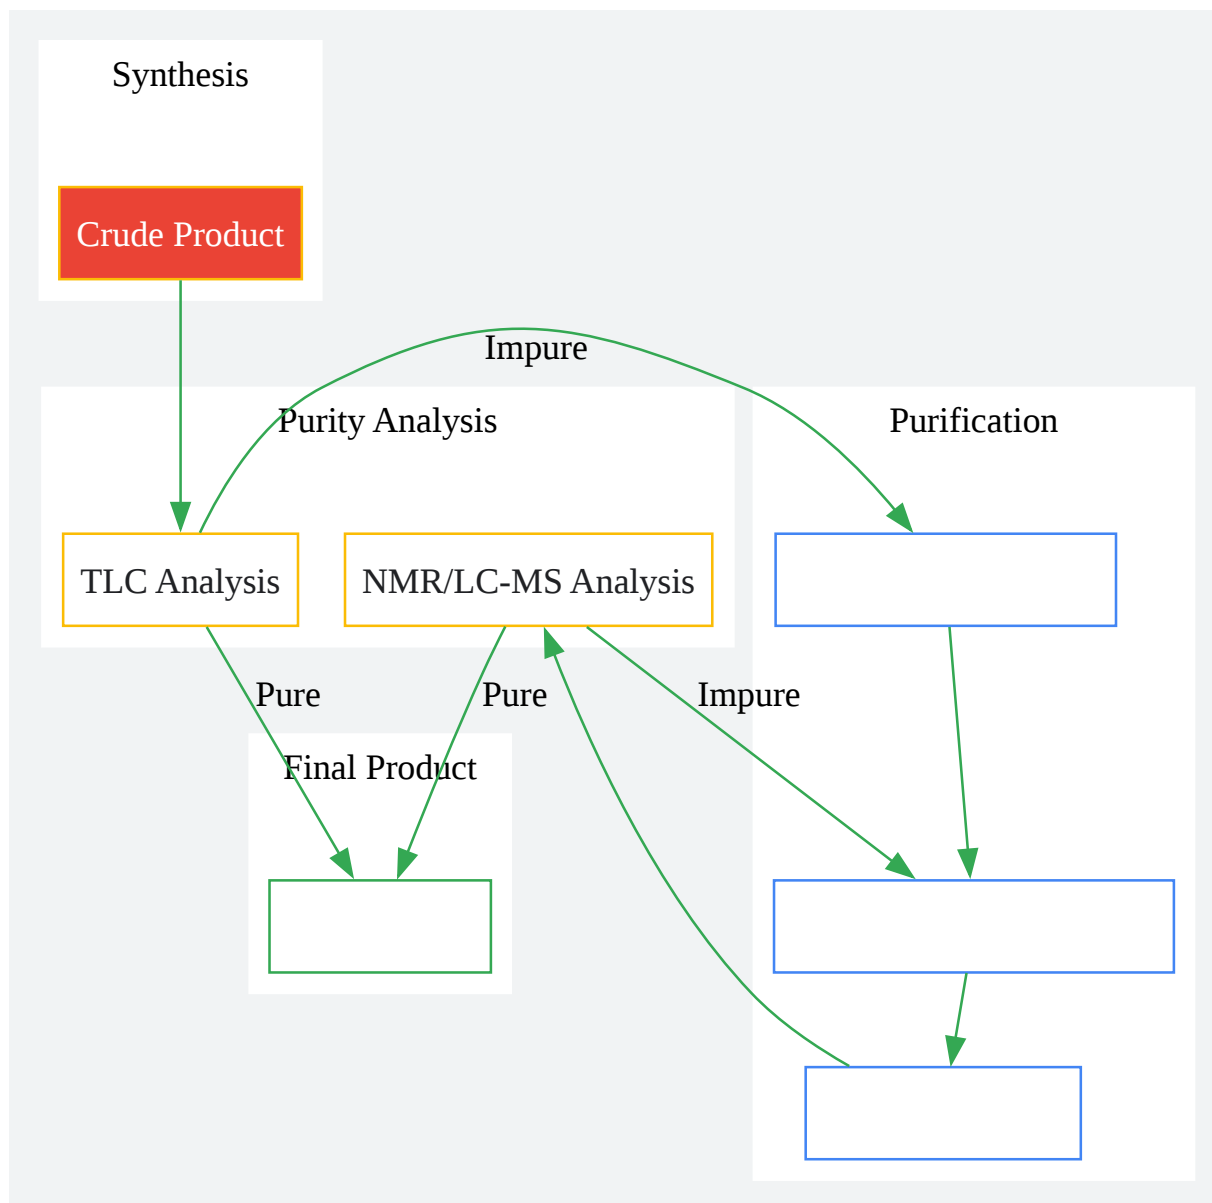 Synthesis
Crude Product
Impure
Purity Analysis
Purification
TLC Analysis
NMR/LC-MS Analysis
Pure
Pure
Impure
Final Product